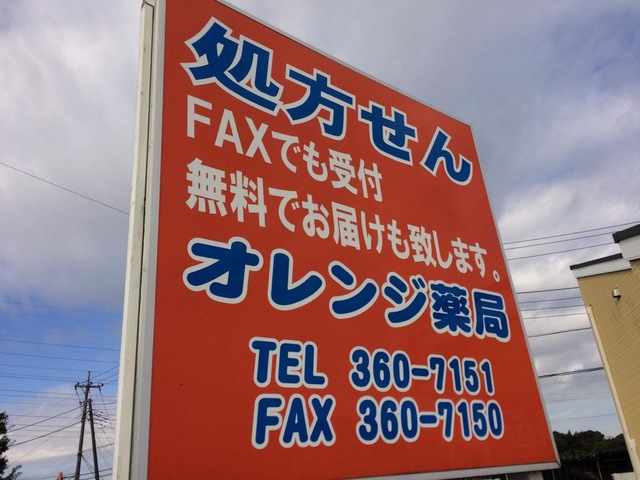 処方せん
FAXでも受付
無料でお届けも致します。
オレンジ薬局
TEL 360-7151
FAX 360-7150